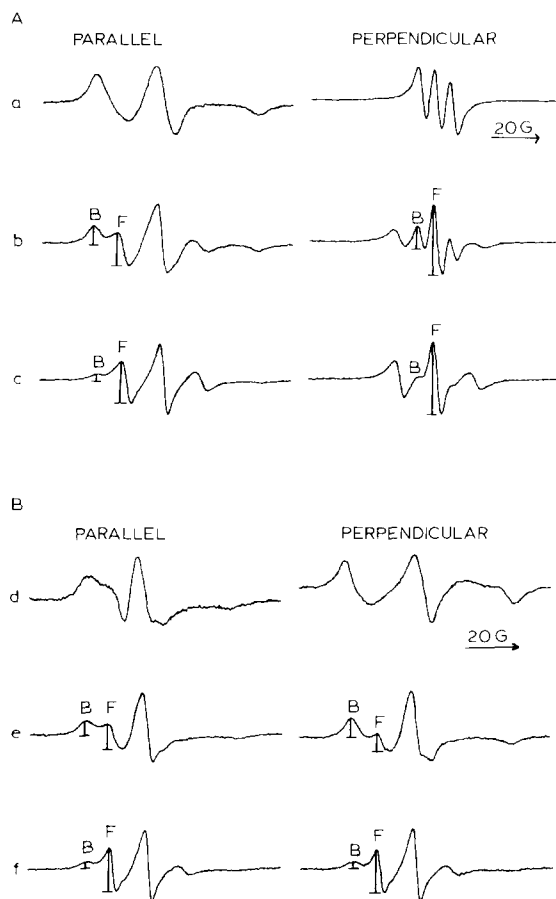 A
PARALLEL PERPENDICULAR
a
20G
b B F F B
c B F F B
B
PARALLEL PERPENDICULAR
d
20G
e B F B F
f B F B F